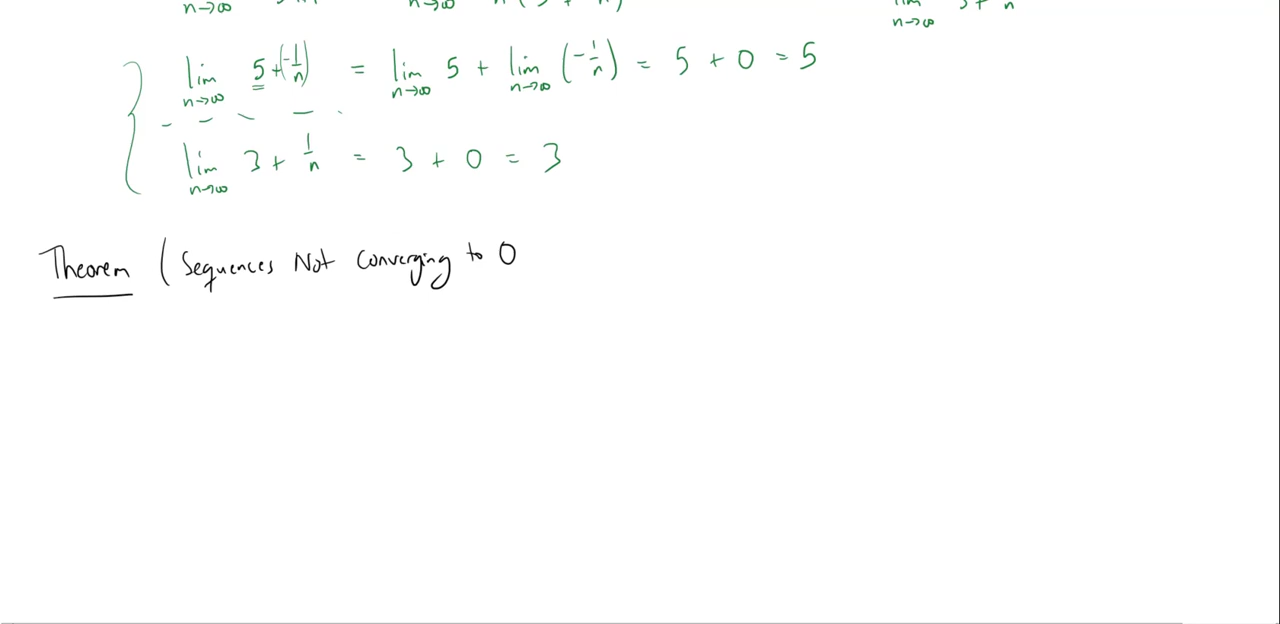 n→∞ n→∞ n→∞
lim n→∞ 5 + (-1/n) = lim n→∞ 5 + lim n→∞ (-1/n) = 5 + 0 = 5
lim n→∞ 3 + 1/n = 3 + 0 = 3
Theorem (Sequences Not Converging to 0